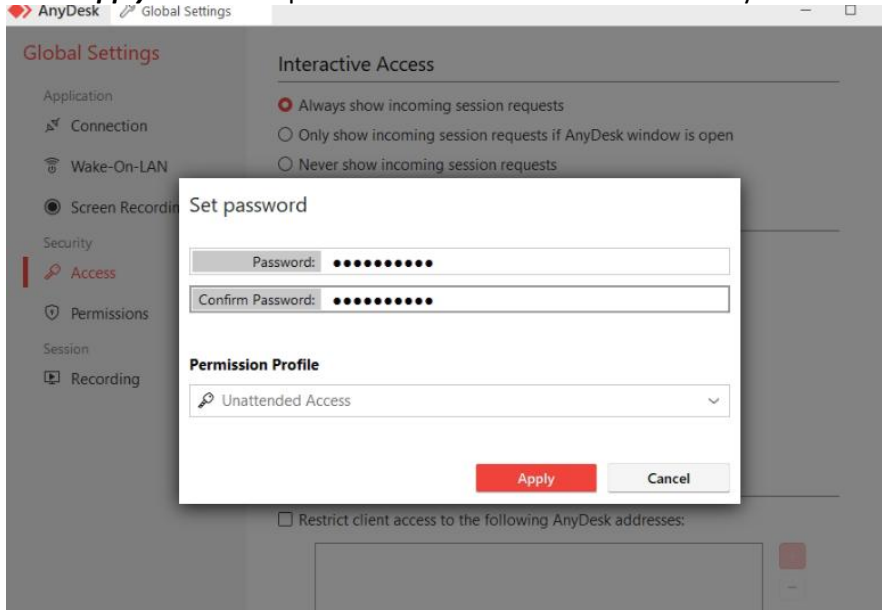 AnyDesk Global Settings
Global Settings
Application
Connection
Wake-On-LAN
Screen Recordin
Security
Access
Permissions
Session
Recording
Interactive Access
Always show incoming session requests
Only show incoming session requests if AnyDesk window is open
Never show incoming session requests
Set password
Password: ●●●●●●●●●●
Confirm Password: ●●●●●●●●●●
Permission Profile
Unattended Access
Apply Cancel
Restrict client access to the following AnyDesk addresses: